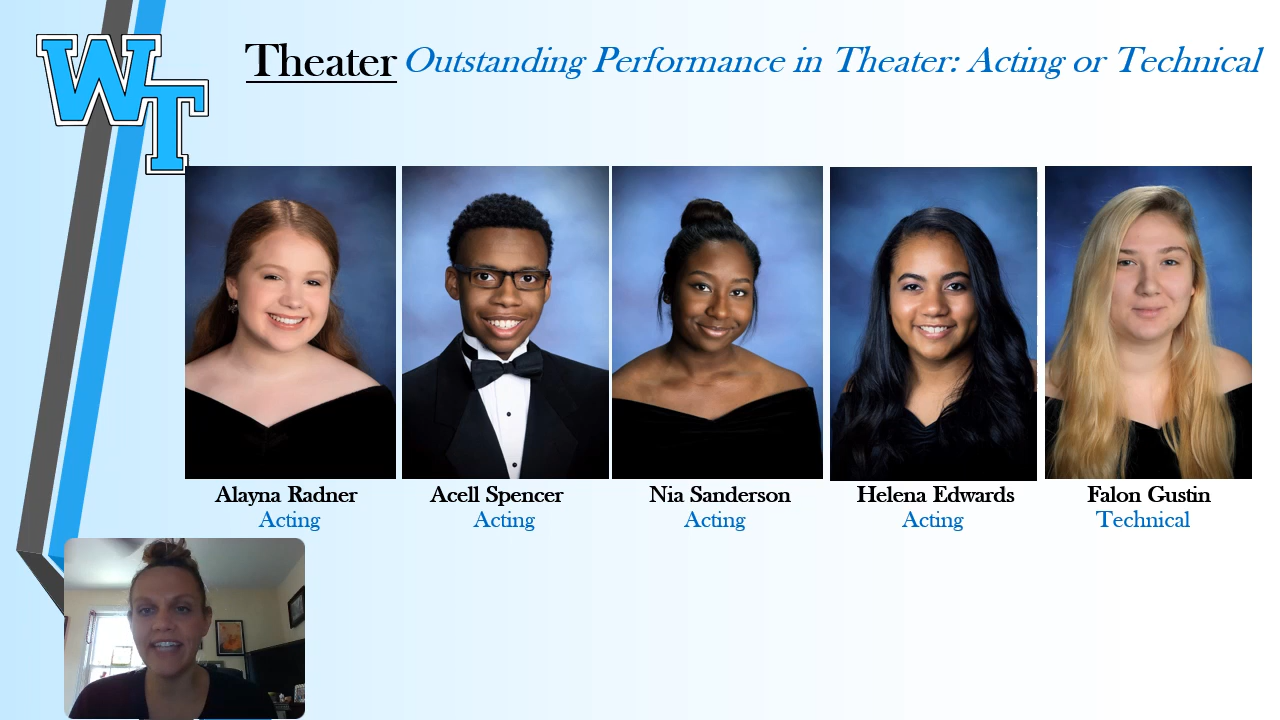 WT
Theater Outstanding Performance in Theater: Acting or Technical
Alayna Radner
Acting
Acell Spencer
Acting
Nia Sanderson
Acting
Helena Edwards
Acting
Falon Gustin
Technical